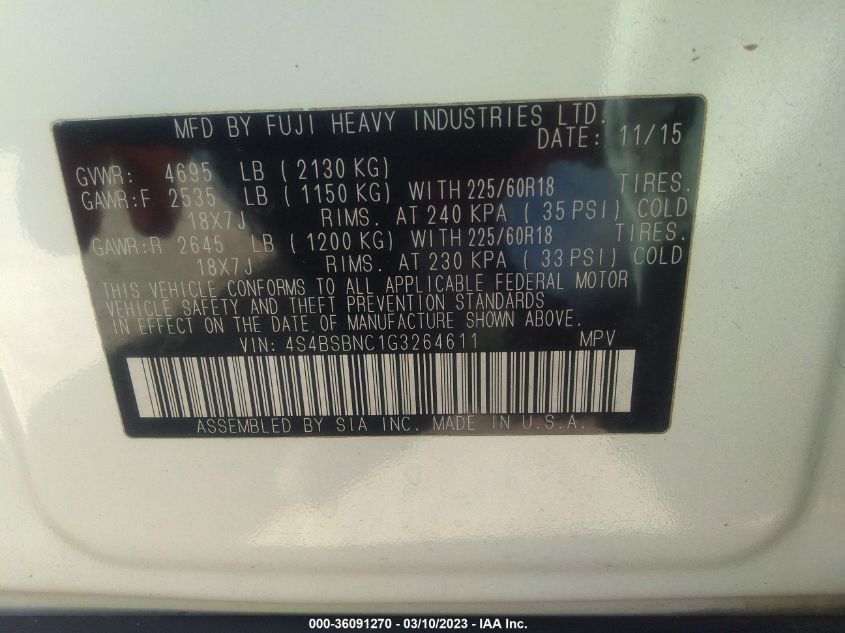 MFD BY FUJI HEAVY INDUSTRIES LTD.
DATE: 11/15
GVWR: 4695 LB ( 2130 KG)
GAWR:F 2535 LB ( 1150 KG) WITH 225/60R18 TIRES.
18X7J RIMS. AT 240 KPA ( 35 PSI) COLD
GAWR:R 2645 LB ( 1200 KG) WITH 225/60R18 TIRES.
18X7J RIMS. AT 230 KPA ( 33 PSI) COLD
THIS VEHICLE CONFORMS TO ALL APPLICABLE FEDERAL MOTOR
VEHICLE SAFETY AND THEFT PREVENTION STANDARDS
IN EFFECT ON THE DATE OF MANUFACTURE SHOWN ABOVE.
VIN: 4S4BSBNC1G3264611 MPV
ASSEMBLED BY SIA INC. MADE IN U.S.A.
000-36091270 — 03/10/2023 — IAA Inc.